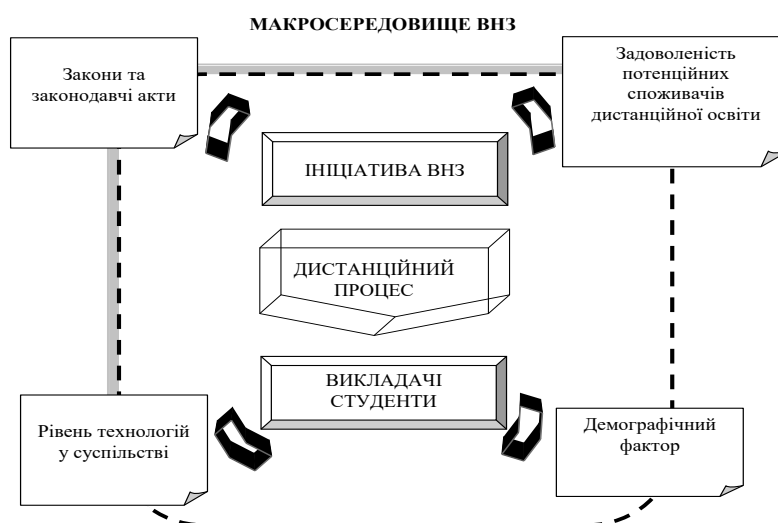 МАКРОСЕРЕДОВИЩЕ ВНЗ
Закони та
законодавчі акти
Задоволеність
потенційних
споживачів
дистанційної освіти
ІНІЦІАТИВА ВНЗ
ДИСТАНЦІЙНИЙ
ПРОЦЕС
ВИКЛАДАЧІ
СТУДЕНТИ
Рівень технологій
у суспільстві
Демографічний
фактор